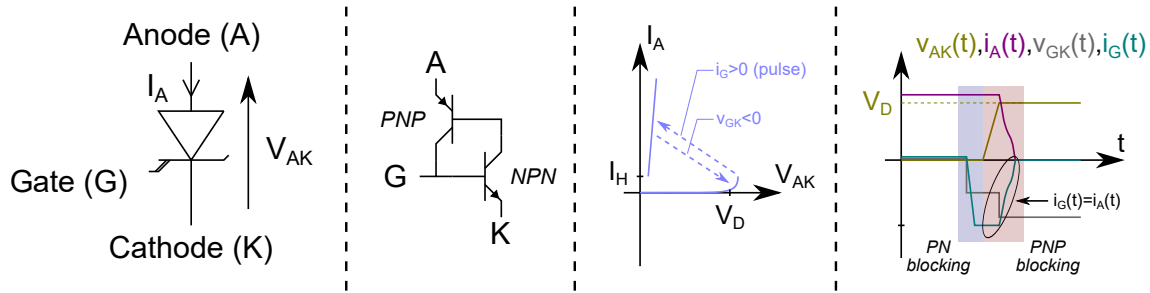 Anode (A)
I_A
V_AK
Gate (G)
Cathode (K)
A
PNP
G
NPN
K
I_A
i_G>0 (pulse)
v_GK<0
I_H
V_AK
V_D
v_AK(t),i_A(t),v_GK(t),i_G(t)
V_D
t
i_G(t)=i_A(t)
PN
blocking
PNP
blocking